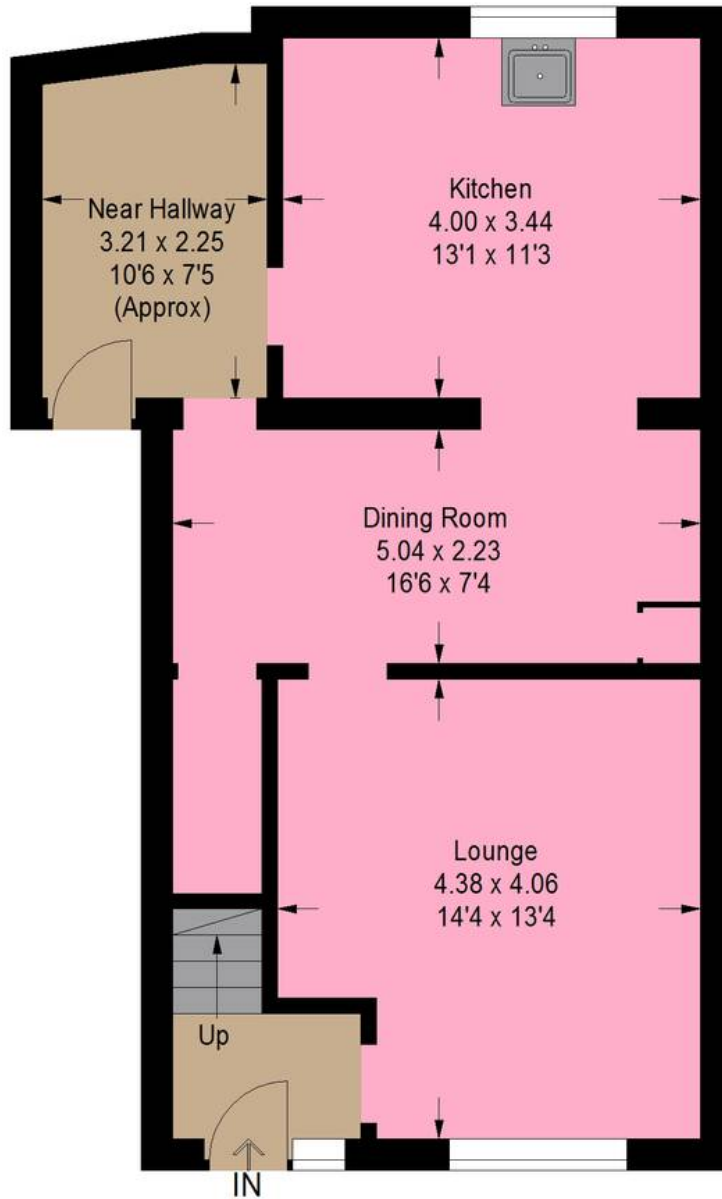 Near Hallway
3.21 x 2.25
10'6 x 7'5
(Approx)
Kitchen
4.00 x 3.44
13'1 x 11'3
Dining Room
5.04 x 2.23
16'6 x 7'4
Lounge
4.38 x 4.06
14'4 x 13'4
Up
IN